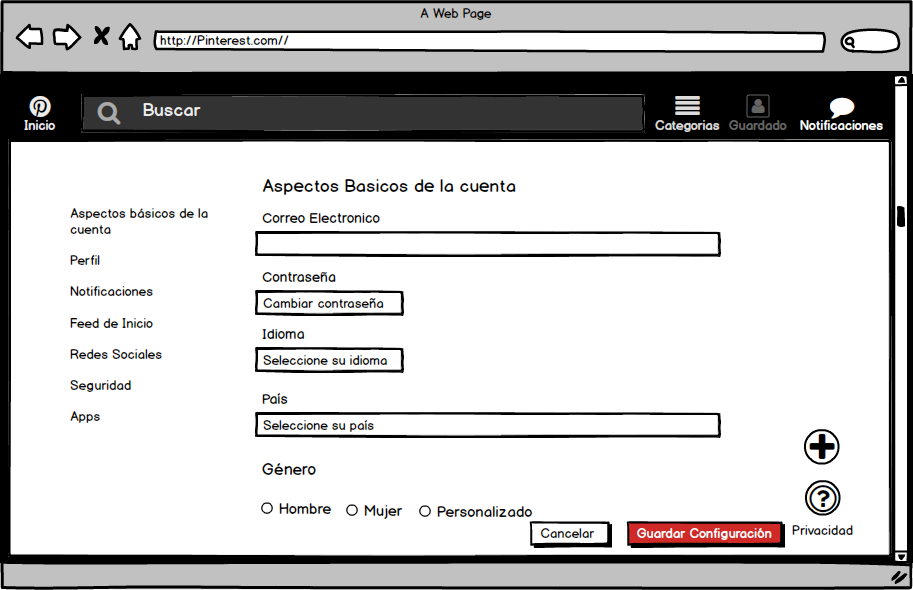 A Web Page
http://Pinterest.com//
Inicio
Buscar
Categorias
Guardado
Notificaciones
Aspectos básicos de la
cuenta
Perfil
Notificaciones
Feed de Inicio
Redes Sociales
Seguridad
Apps
Aspectos Basicos de la cuenta
Correo Electronico
Contraseña
Cambiar contraseña
Idioma
Seleccione su idioma
País
Seleccione su país
Género
Hombre
Mujer
Personalizado
Cancelar
Guardar Configuración
?
Privacidad